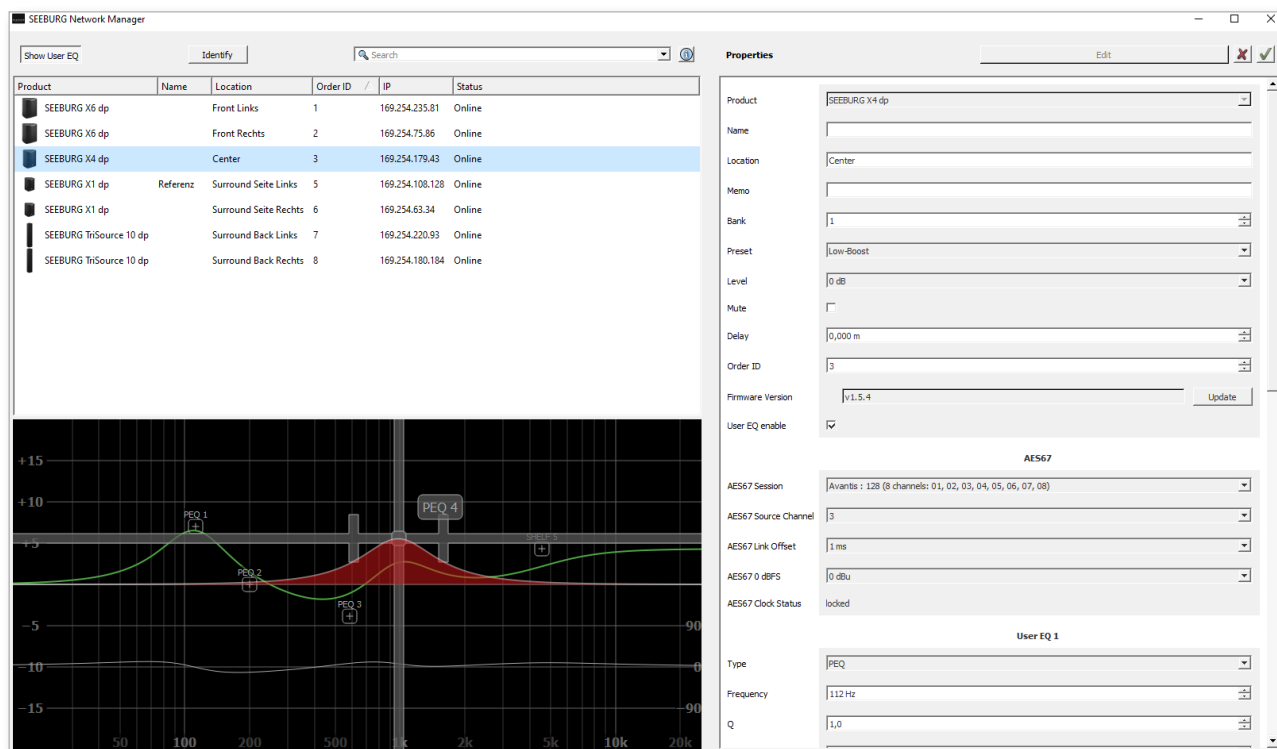 SEEBURG Network Manager
Show User EQ
Identify
Search
Properties
Edit
Product Name Location Order ID / IP Status
SEEBURG X6 dp Front Links 1 169.254.235.81 Online
SEEBURG X6 dp Front Rechts 2 169.254.75.86 Online
SEEBURG X4 dp Center 3 169.254.179.43 Online
SEEBURG X1 dp Referenz Surround Seite Links 5 169.254.108.128 Online
SEEBURG X1 dp Surround Seite Rechts 6 169.254.63.34 Online
SEEBURG TriSource 10 dp Surround Back Links 7 169.254.220.93 Online
SEEBURG TriSource 10 dp Surround Back Rechts 8 169.254.180.184 Online
+15
+10
PEQ 4
PEQ 1
+5
SHELF 5
PEQ 2
PEQ 3
−5
−90
−10
0
−15
−90
50 100 200 500 1k 2k 5k 10k 20k
Product SEEBURG X4 dp
Name
Location Center
Memo
Bank 1
Preset Low-Boost
Level 0 dB
Mute
Delay 0,000 m
Order ID 3
Firmware Version v1.5.4 Update
User EQ enable
AES67
AES67 Session Avantis : 128 (8 channels: 01, 02, 03, 04, 05, 06, 07, 08)
AES67 Source Channel 3
AES67 Link Offset 1 ms
AES67 0 dBFS 0 dBu
AES67 Clock Status locked
User EQ 1
Type PEQ
Frequency 112 Hz
Q 1,0